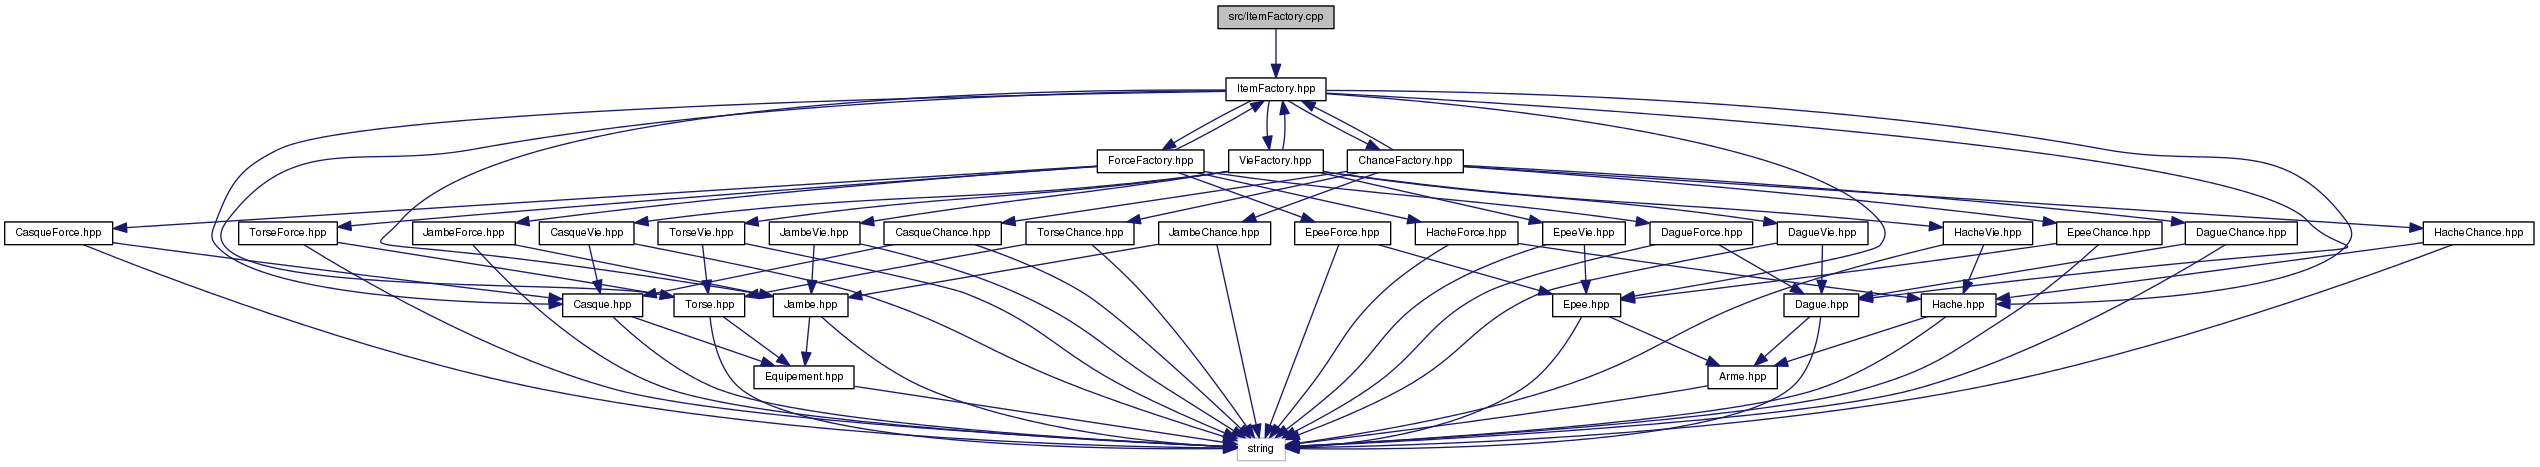 src/ItemFactory.cpp
ItemFactory.hpp
ForceFactory.hpp
VieFactory.hpp
ChanceFactory.hpp
CasqueForce.hpp
TorseForce.hpp
JambeForce.hpp
CasqueVie.hpp
TorseVie.hpp
JambeVie.hpp
CasqueChance.hpp
TorseChance.hpp
JambeChance.hpp
EpeeForce.hpp
HacheForce.hpp
EpeeVie.hpp
DagueForce.hpp
DagueVie.hpp
HacheVie.hpp
EpeeChance.hpp
DagueChance.hpp
HacheChance.hpp
Casque.hpp
Torse.hpp
Jambe.hpp
Epee.hpp
Dague.hpp
Hache.hpp
Equipement.hpp
Arme.hpp
string